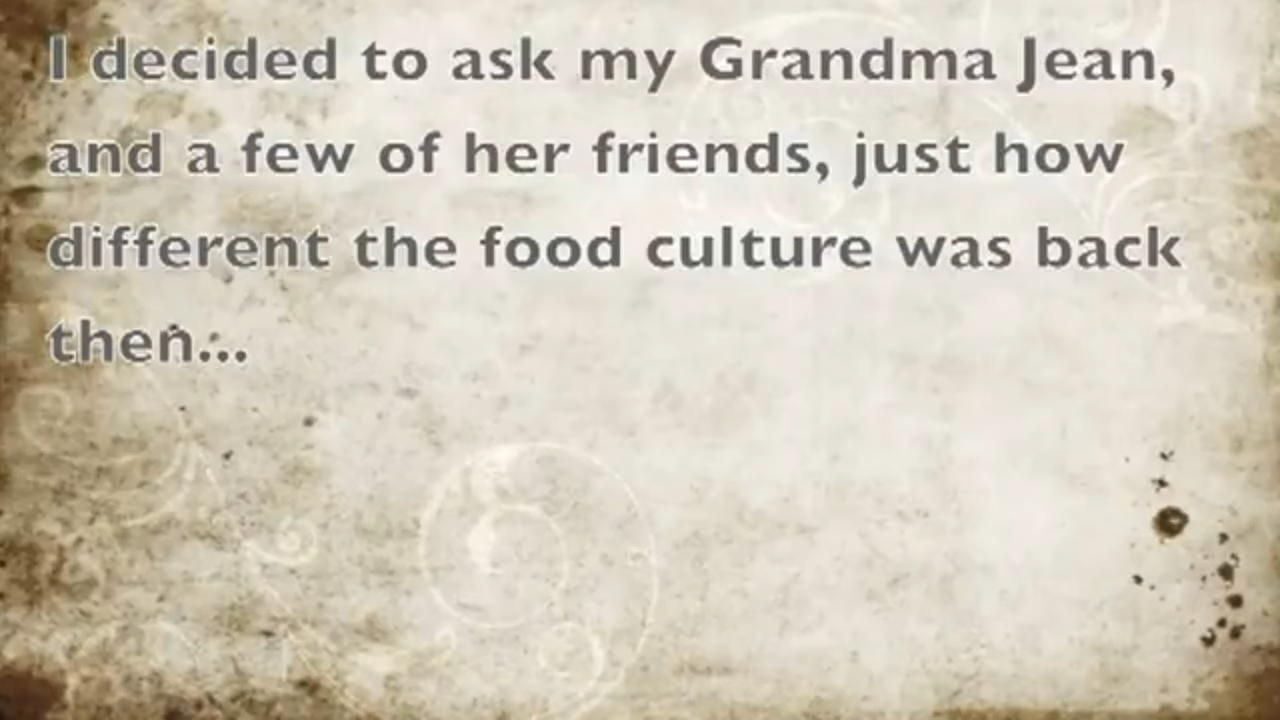 I decided to ask my Grandma Jean,
and a few of her friends, just how
different the food culture was back
then...